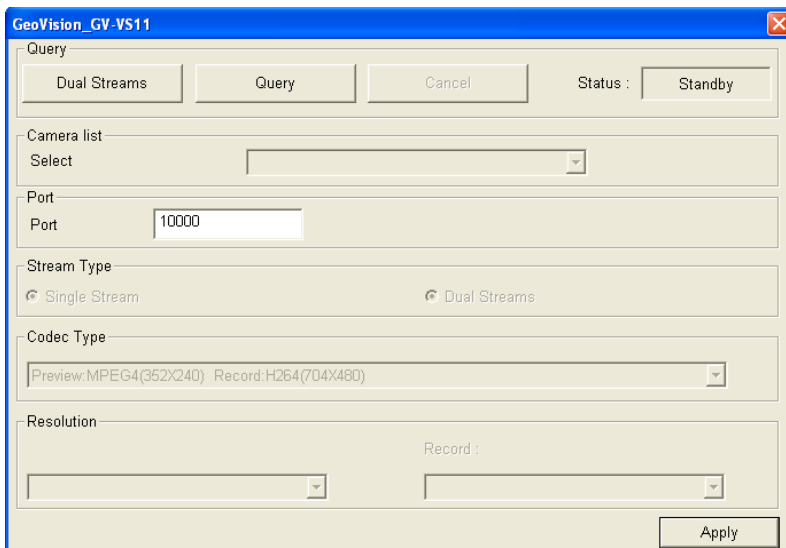 GeoVision_GV-VS11
Query
Dual Streams Query Cancel Status : Standby
Camera list
Select
Port
Port 10000
Stream Type
Single Stream Dual Streams
Codec Type
Preview:MPEG4(352X240) Record:H264(704X480)
Resolution
Record :
Apply